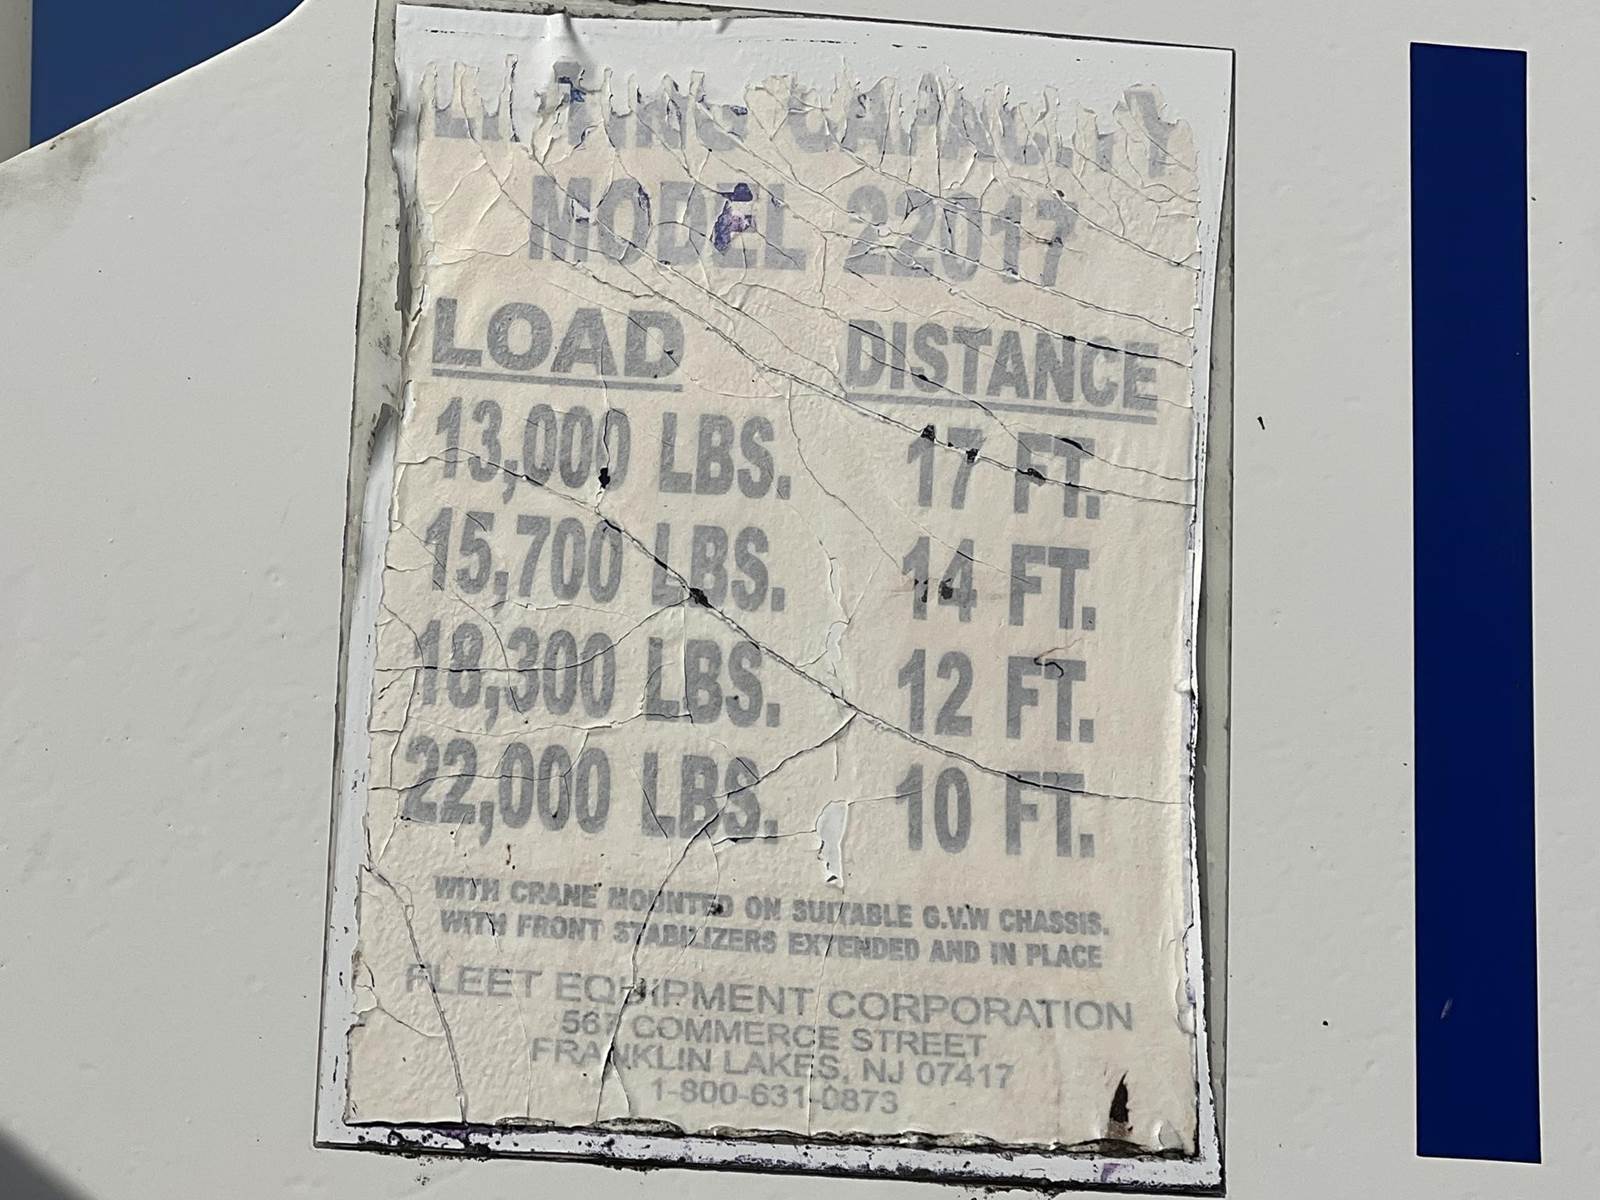 LIFTING CAPACITY
MODEL 22017
LOAD DISTANCE
13,000 LBS. 17 FT.
15,700 LBS. 14 FT.
18,300 LBS. 12 FT.
22,000 LBS. 10 FT.
WITH CRANE MOUNTED ON SUITABLE G.V.W CHASSIS.
WITH FRONT STABILIZERS EXTENDED AND IN PLACE
FLEET EQUIPMENT CORPORATION
567 COMMERCE STREET
FRANKLIN LAKES, NJ 07417
1-800-631-0873